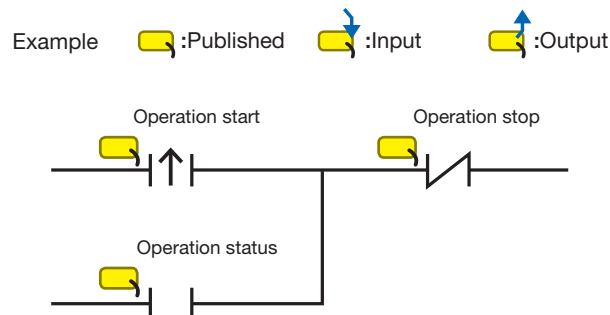 Example :Published :Input :Output
Operation start Operation stop
Operation status